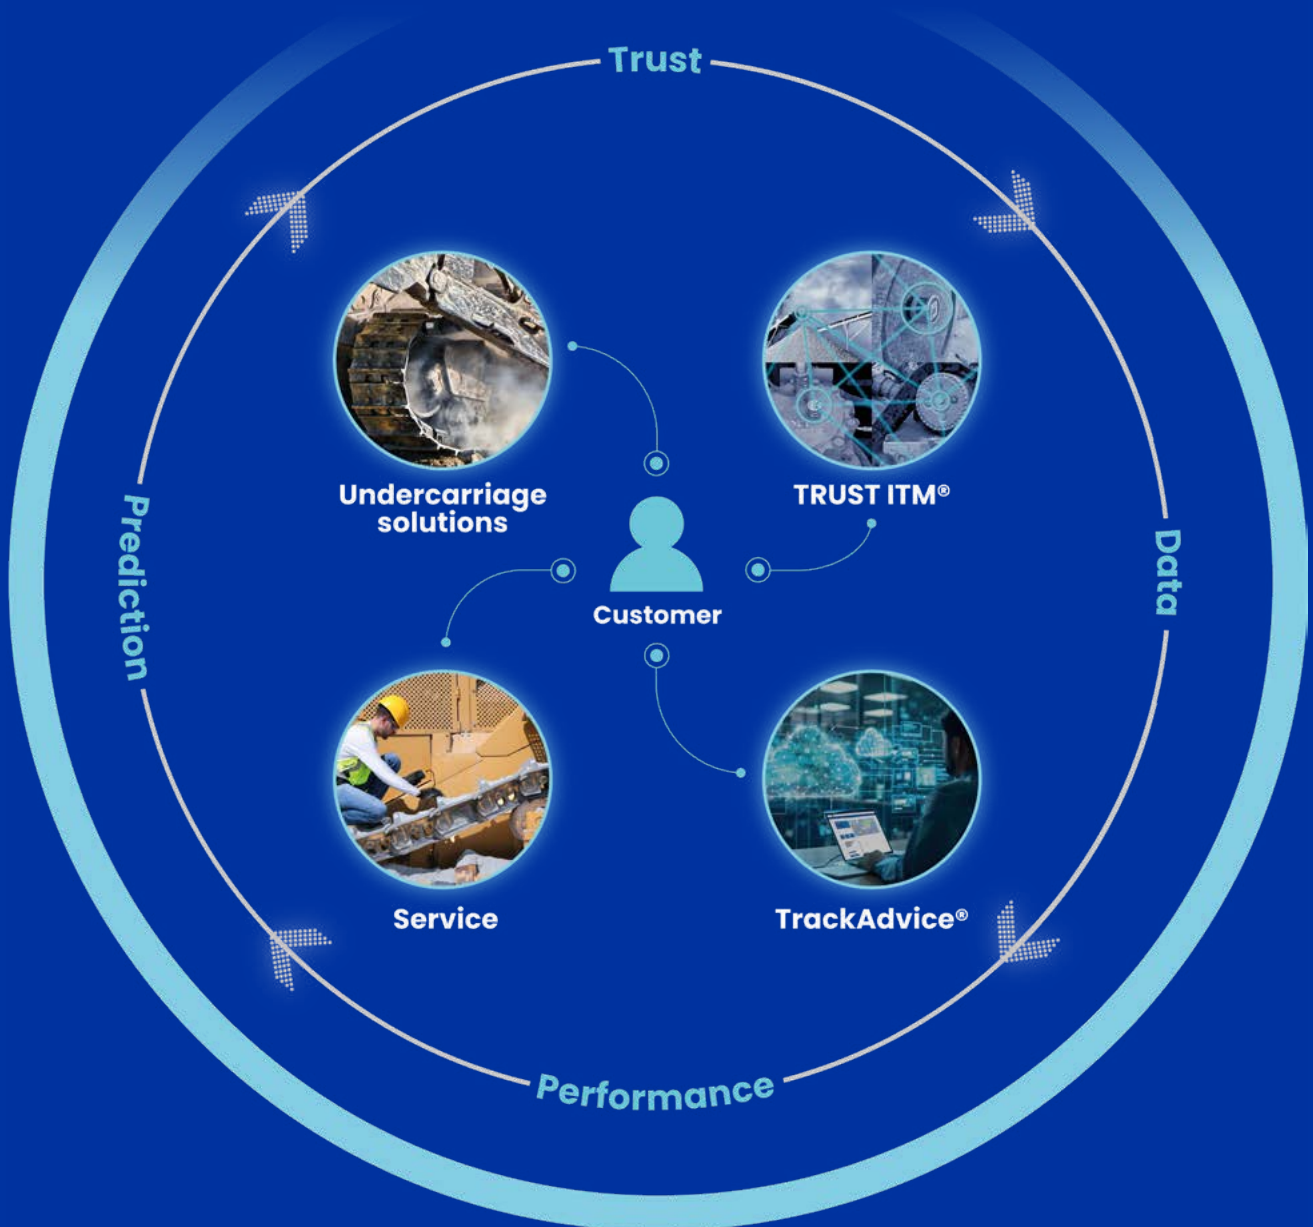 Trust
Undercarriage
solutions
TRUST ITM®
Prediction
Data
Customer
Service
TrackAdvice®
Performance